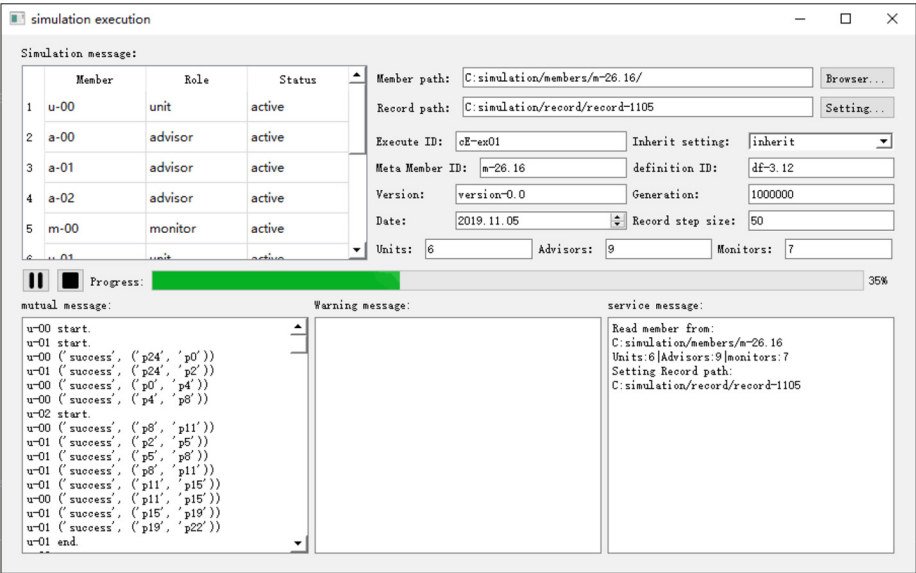 simulation execution
Simulation message:
Member Role Status
1 u-00 unit active
2 a-00 advisor active
3 a-01 advisor active
4 a-02 advisor active
5 m-00 monitor active
6 u-01 unit active
Member path: C:simulation/members/m-26.16/ Browser...
Record path: C:simulation/record/record-1105 Setting...
Execute ID: cE-ex01 Inherit setting: inherit
Meta Member ID: m-26.16 definition ID: df-3.12
Version: version-0.0 Generation: 1000000
Date: 2019.11.05 Record step size: 50
Units: 6 Advisors: 9 Monitors: 7
Progress: 35%
mutual message:
u-00 start.
u-01 start.
u-00 ('success', ('p24', 'p0'))
u-01 ('success', ('p24', 'p2'))
u-00 ('success', ('p0', 'p4'))
u-00 ('success', ('p4', 'p8'))
u-02 start.
u-00 ('success', ('p8', 'p11'))
u-01 ('success', ('p2', 'p5'))
u-01 ('success', ('p5', 'p8'))
u-01 ('success', ('p8', 'p11'))
u-01 ('success', ('p11', 'p15'))
u-00 ('success', ('p11', 'p15'))
u-01 ('success', ('p15', 'p19'))
u-01 ('success', ('p19', 'p22'))
u-01 end.
Warning message:
service message:
Read member from:
C:simulation/members/m-26.16
Units:6|Advisors:9|monitors:7
Setting Record path:
C:simulation/record/record-1105